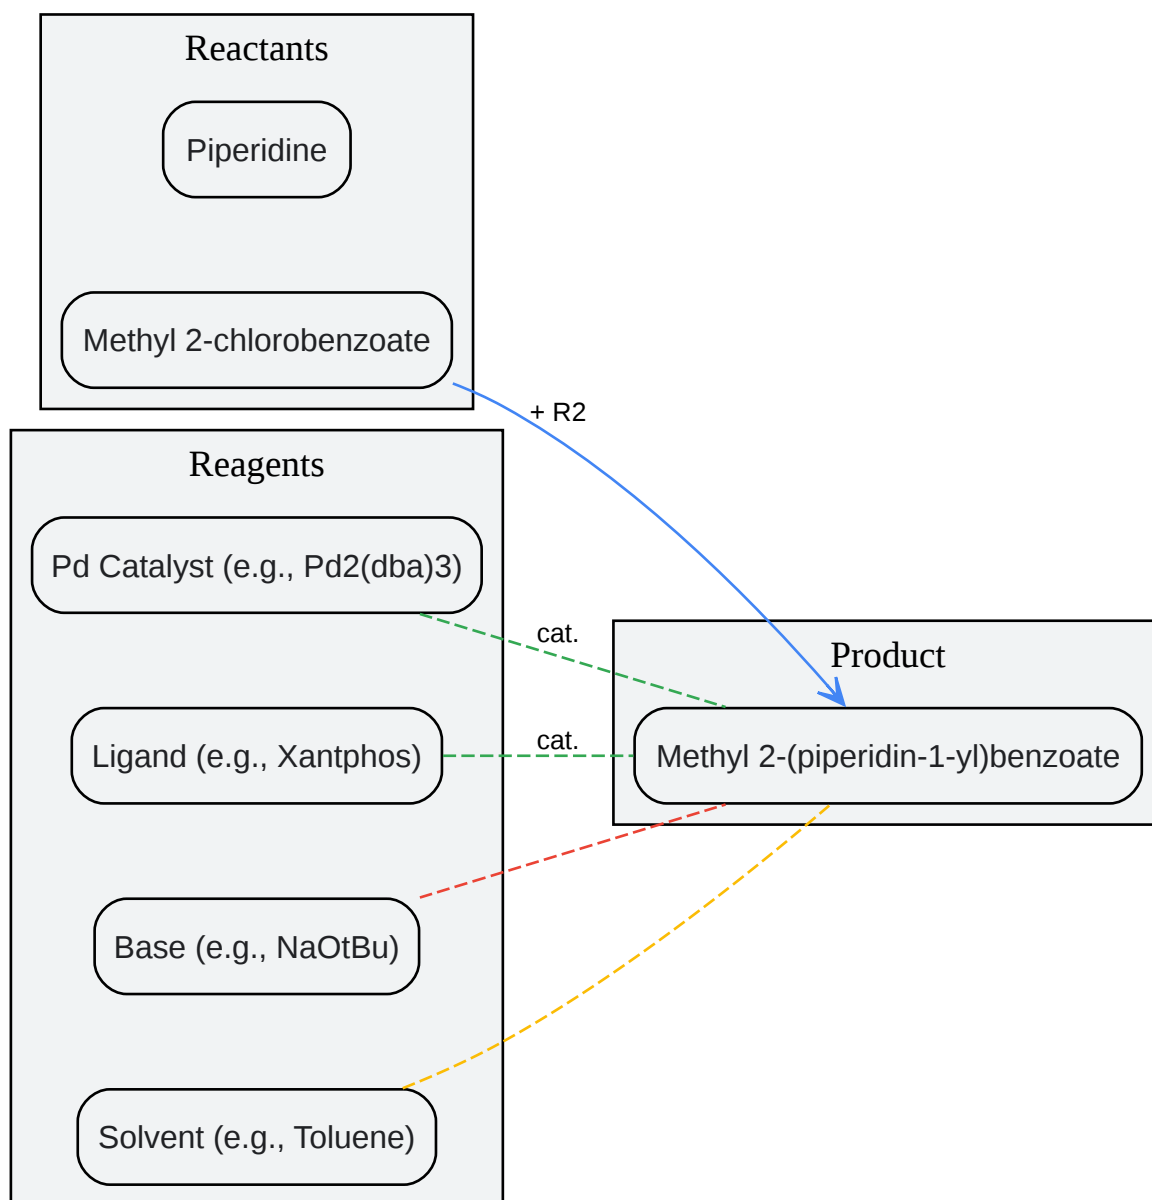 Reactants
Piperidine
Methyl 2-chlorobenzoate
+ R2
Reagents
Pd Catalyst (e.g., Pd2(dba)3)
cat.
Product
Ligand (e.g., Xantphos)
cat.
Methyl 2-(piperidin-1-yl)benzoate
Base (e.g., NaOtBu)
Solvent (e.g., Toluene)